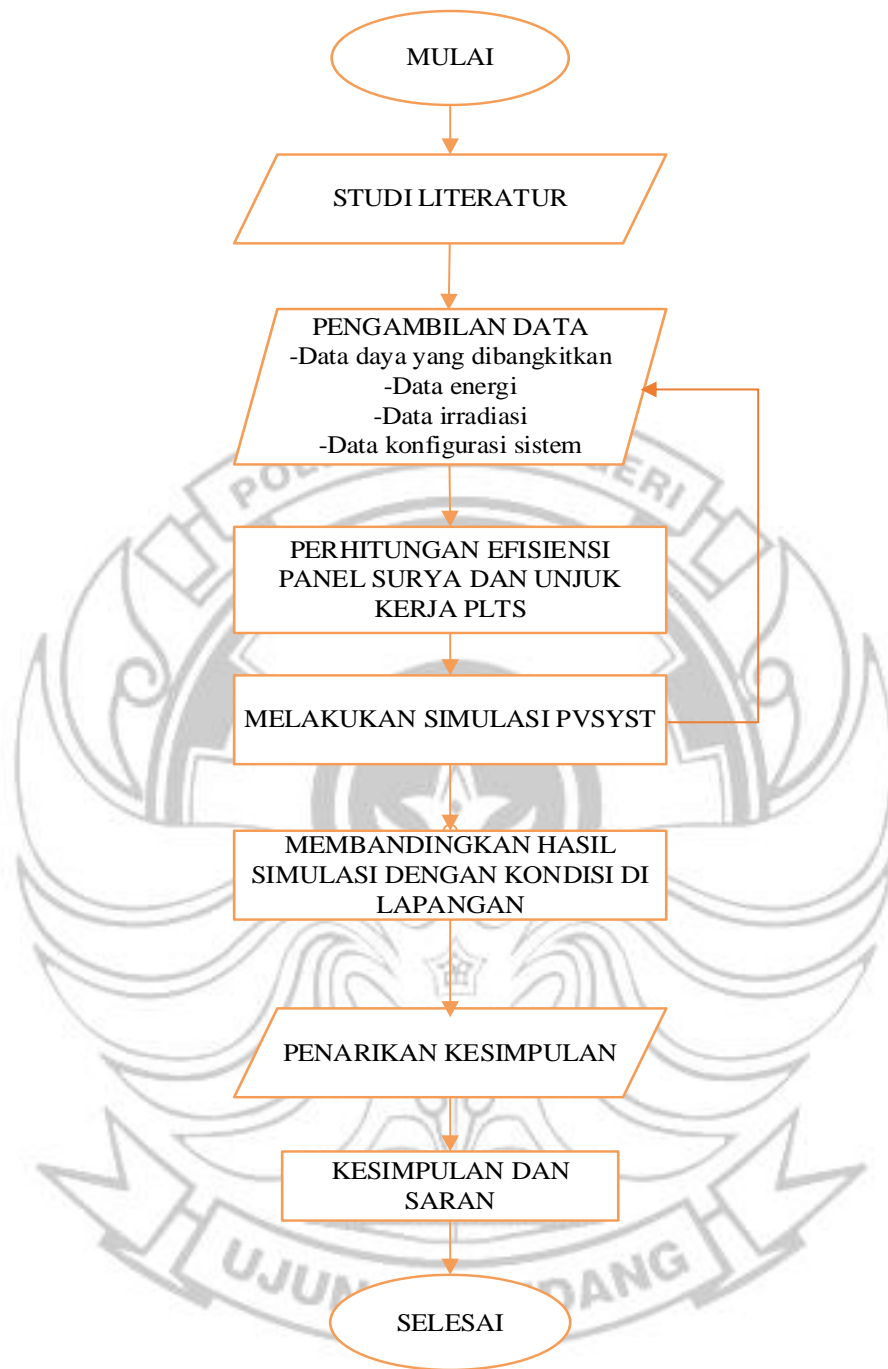 MULAI
STUDI LITERATUR
PENGAMBILAN DATA
-Data daya yang dibangkitkan
-Data energi
-Data irradiasi
-Data konfigurasi sistem
PERHITUNGAN EFISIENSI
PANEL SURYA DAN UNJUK
KERJA PLTS
MELAKUKAN SIMULASI PVSYST
MEMBANDINGKAN HASIL
SIMULASI DENGAN KONDISI DI
LAPANGAN
PENARIKAN KESIMPULAN
KESIMPULAN DAN
SARAN
SELESAI